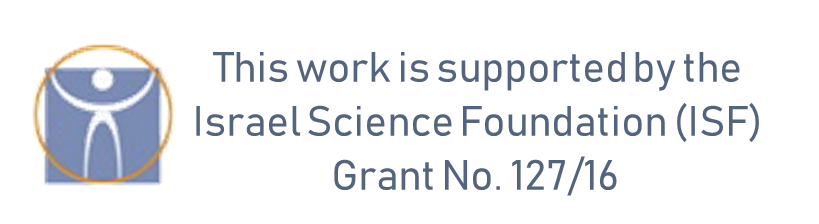 This work is supported by the
Israel Science Foundation (ISF)
Grant No. 127/16